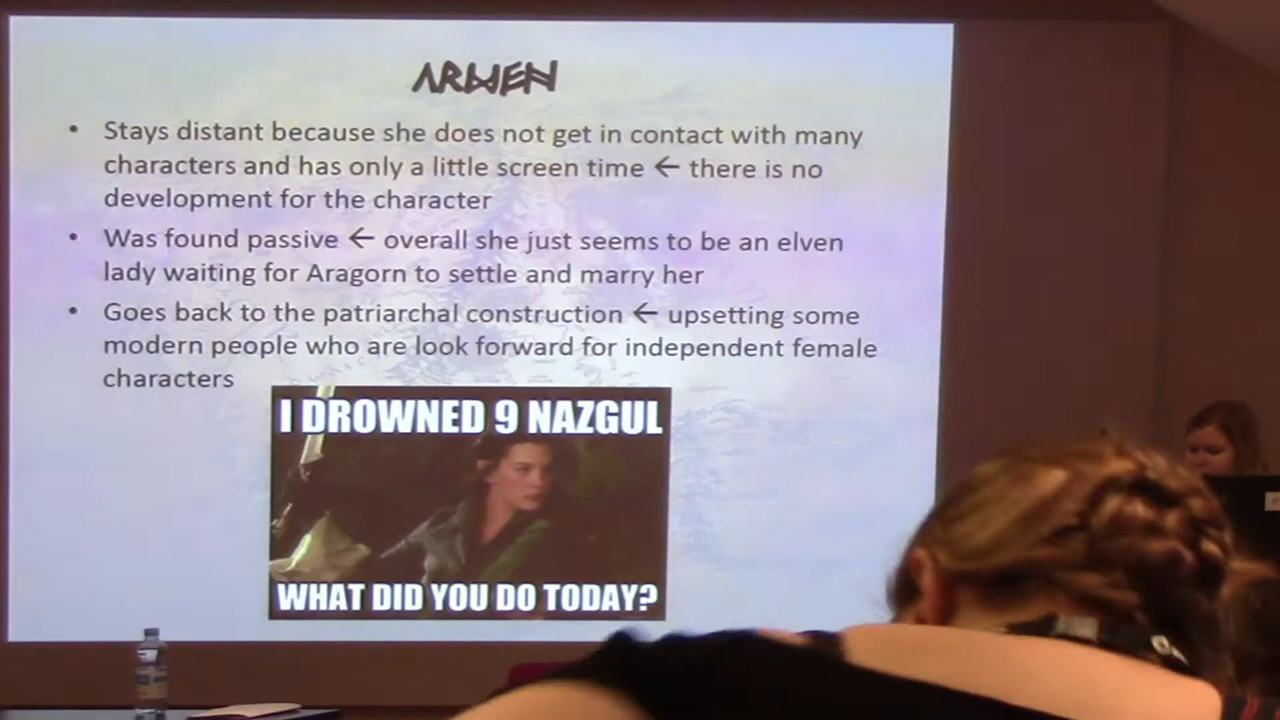 ARWEN
• Stays distant because she does not get in contact with many
characters and has only a little screen time ← there is no
development for the character
• Was found passive ← overall she just seems to be an elven
lady waiting for Aragorn to settle and marry her
• Goes back to the patriarchal construction ← upsetting some
modern people who are look forward for independent female
characters
I DROWNED 9 NAZGUL
WHAT DID YOU DO TODAY?